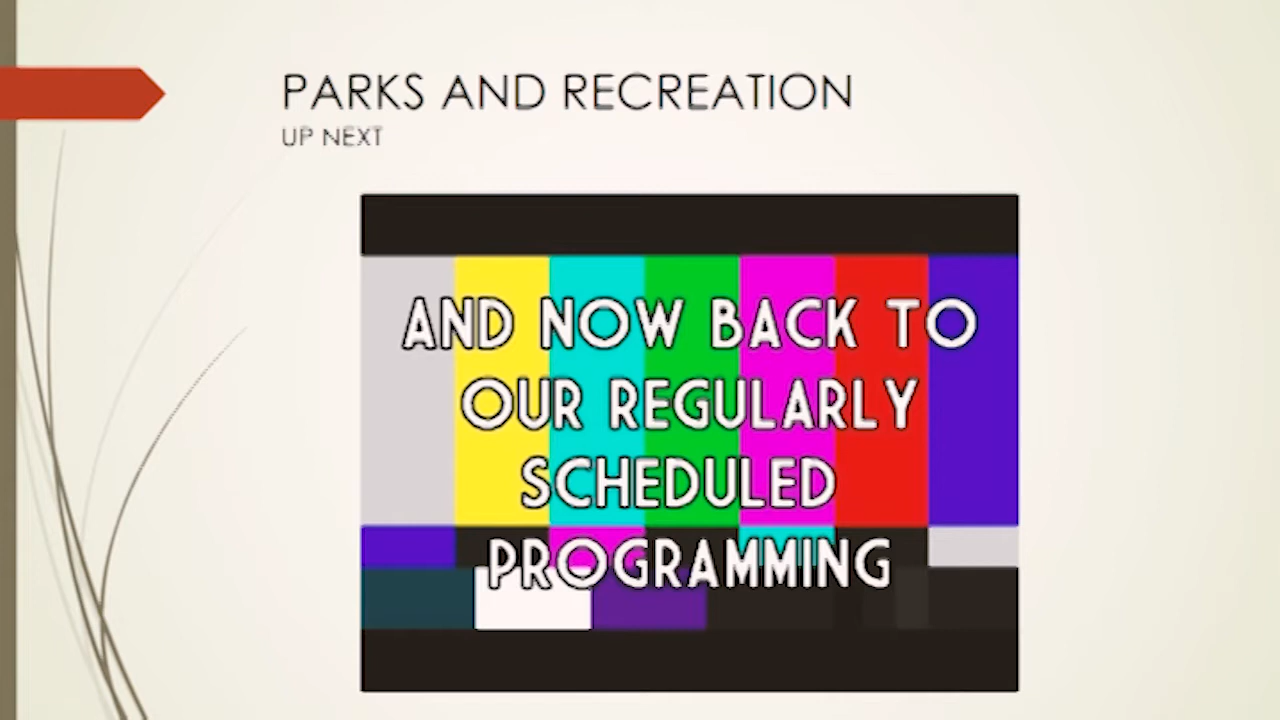 PARKS AND RECREATION
UP NEXT
AND NOW BACK TO
OUR REGULARLY
SCHEDULED
PROGRAMMING